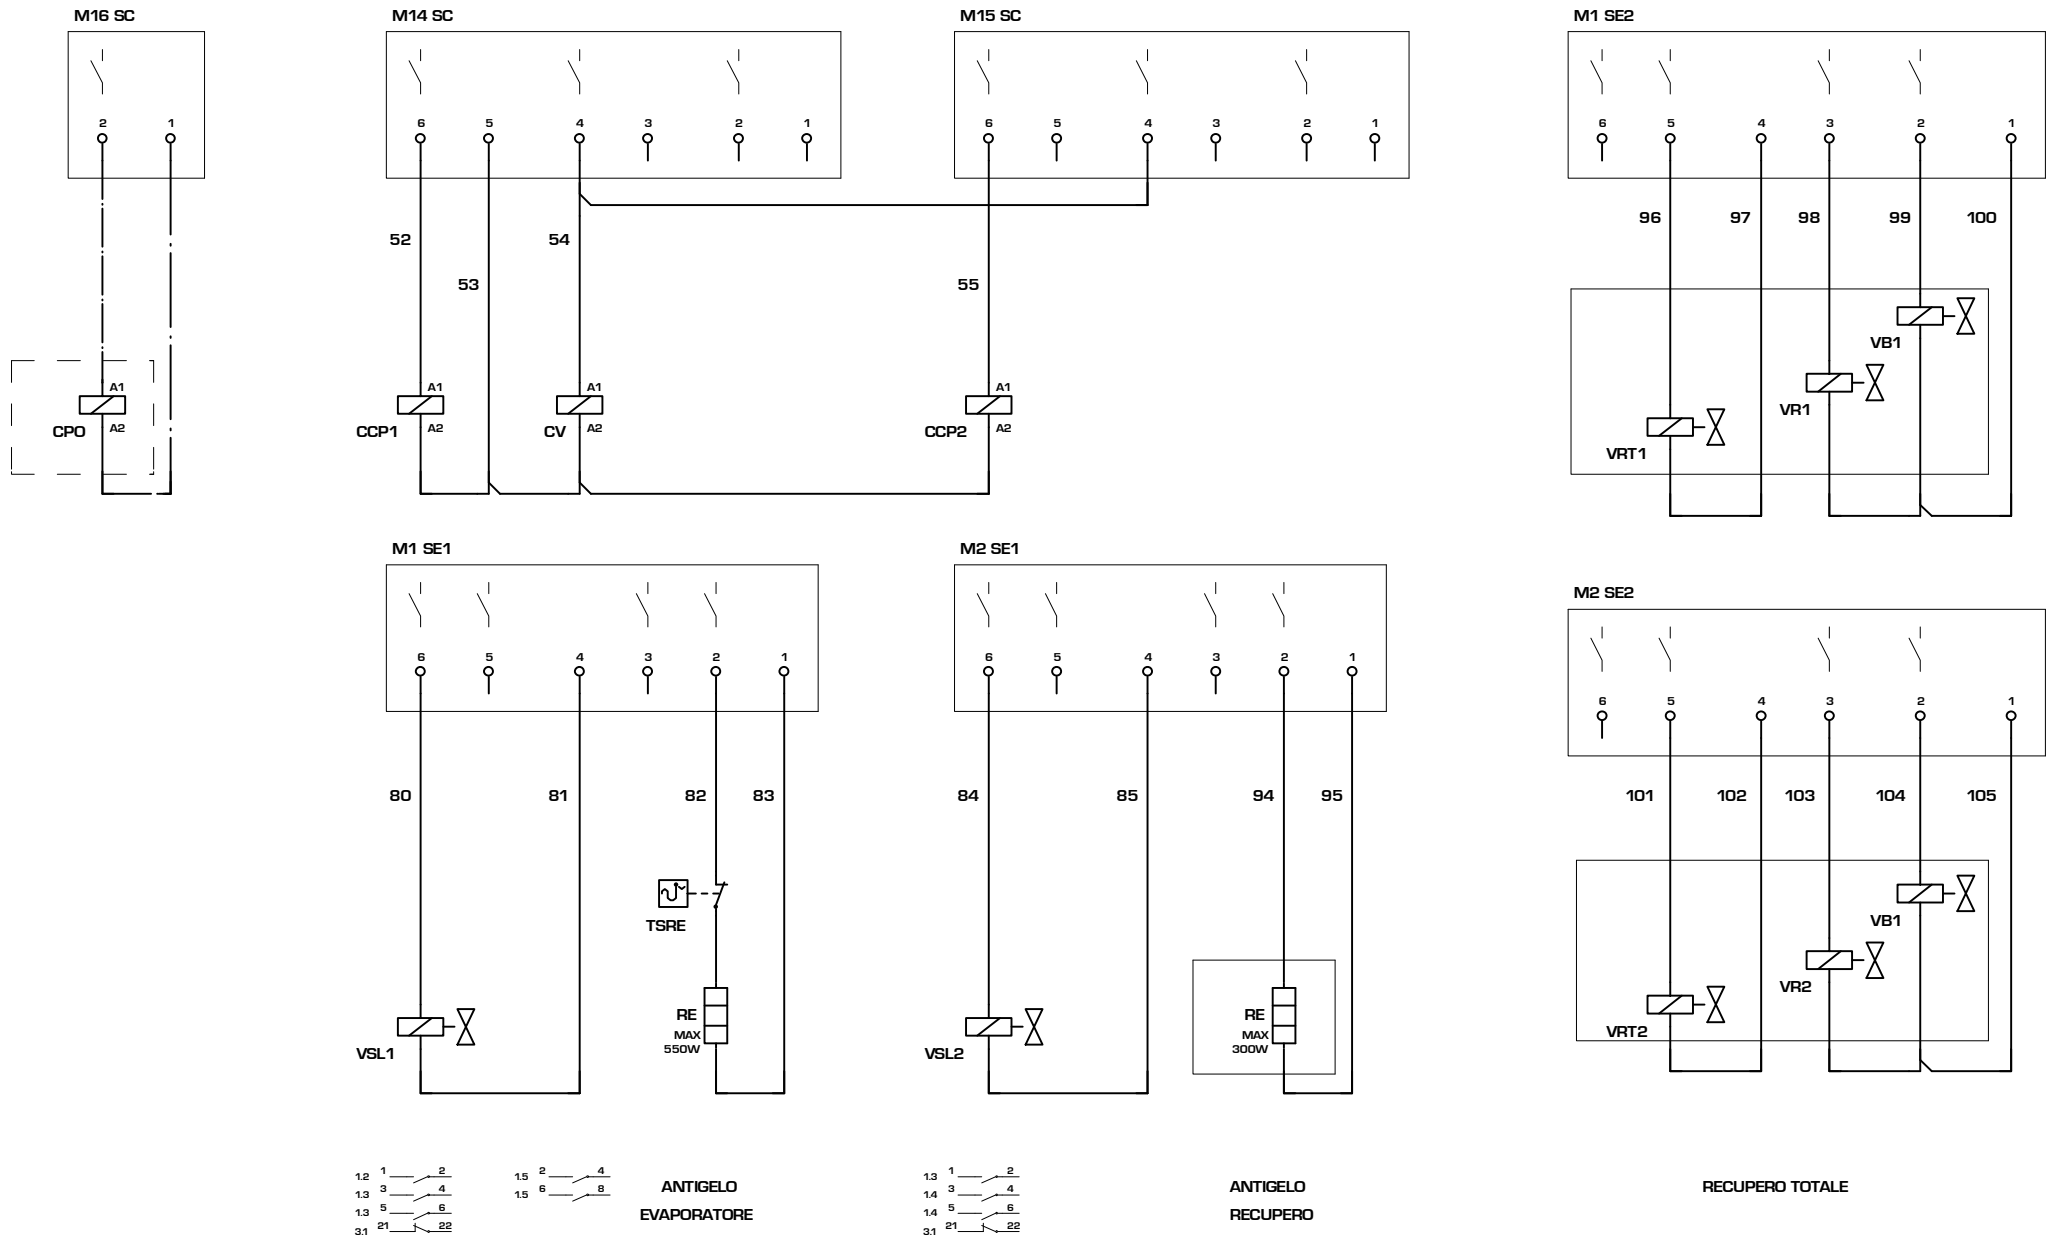 M16 SC M14 SC M15 SC M1 SE2
2 1 6 5 4 3 2 1 6 5 4 3 2 1 6 5 4 3 2 1
96 97 98 99 100
52 54
53 55
VB1
A1 A1 A1 A1
VR1
CPO A2 CCP1 A2 CV A2 CCP2 A2
VRT1
M1 SE1 M2 SE1
M2 SE2
6 5 4 3 2 1 6 5 4 3 2 1
6 5 4 3 2 1
80 81 82 83 84 85 94 95 101 102 103 104 105
TSRE VB1
VR2
RE RE
MAX MAX VRT2
550W 300W
VSL1 VSL2
1.2 1 2 1.5 2 4 1.3 1 2
1.3 3 4 1.5 6 8 ANTIGELO 1.4 3 4 ANTIGELO RECUPERO TOTALE
1.3 5 6 EVAPORATORE 1.4 5 6 RECUPERO
3.1 21 22 3.1 21 22